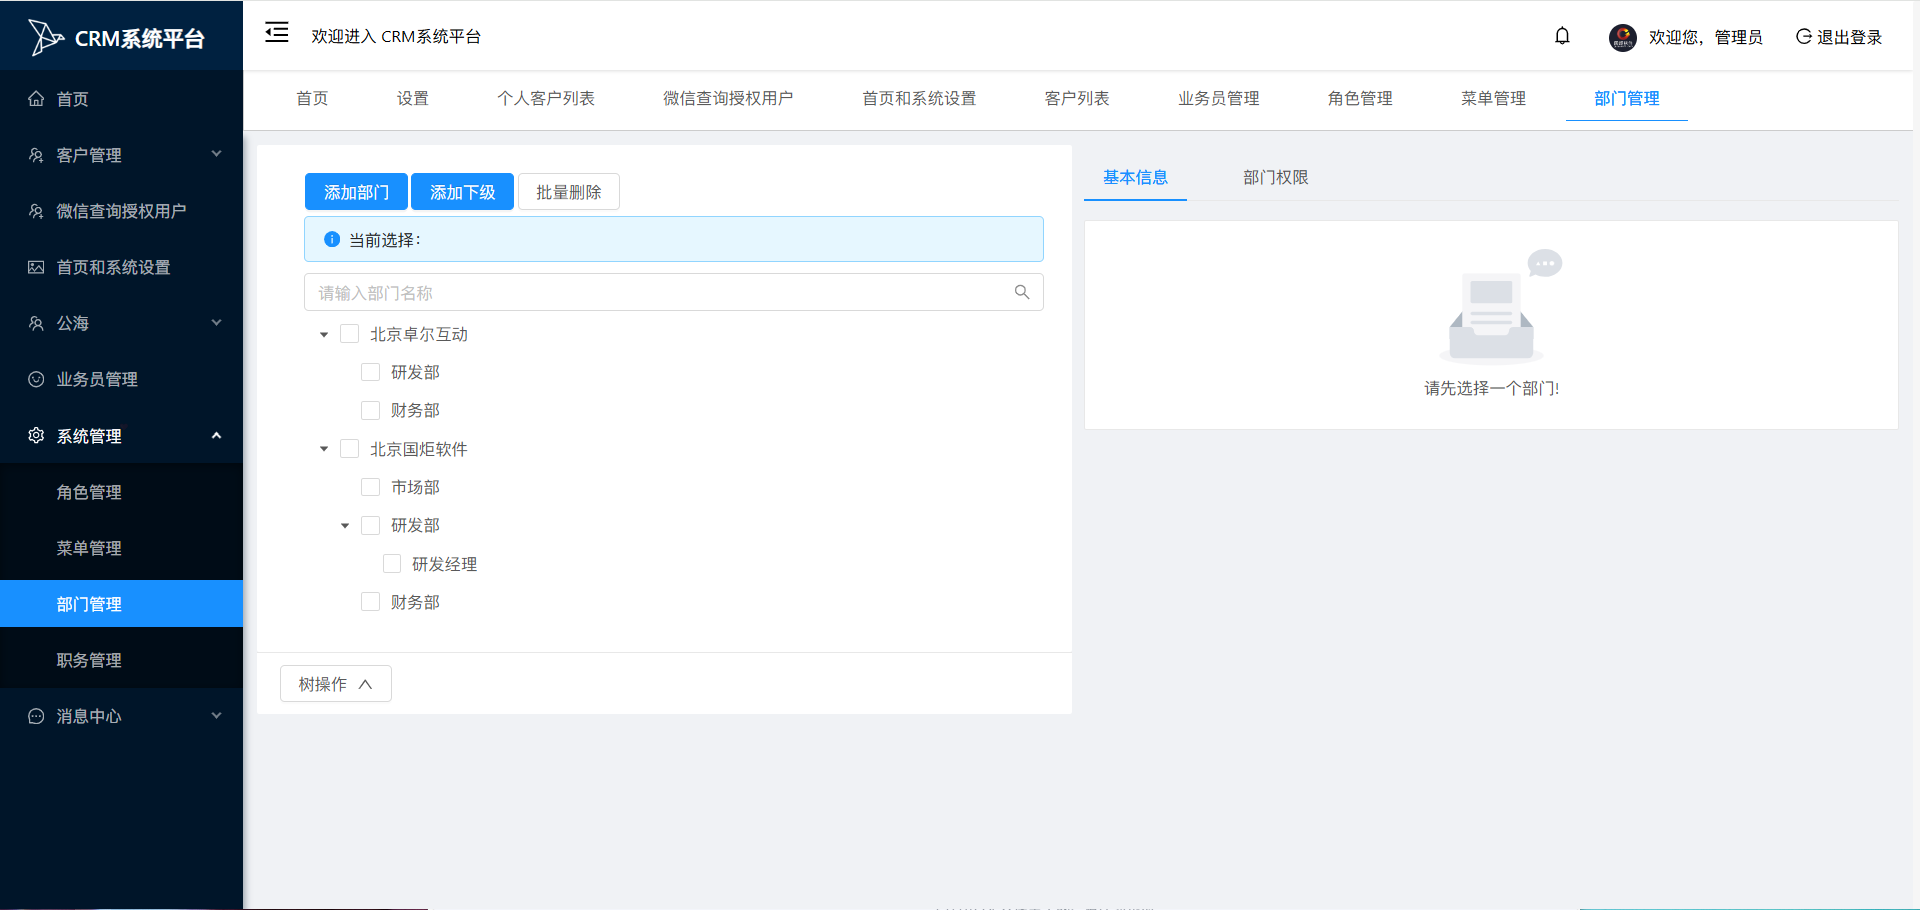 CRM系统平台
首页
客户管理
微信查询授权用户
首页和系统设置
公海
业务员管理
系统管理
角色管理
菜单管理
部门管理
职务管理
消息中心
欢迎进入 CRM系统平台
欢迎您，管理员
退出登录
首页 设置 个人客户列表 微信查询授权用户 首页和系统设置 客户列表 业务员管理 角色管理 菜单管理 部门管理
添加部门 添加下级 批量删除
当前选择：
请输入部门名称
北京卓尔互动
研发部
财务部
北京国炬软件
市场部
研发部
研发经理
财务部
树操作
基本信息 部门权限
请先选择一个部门!